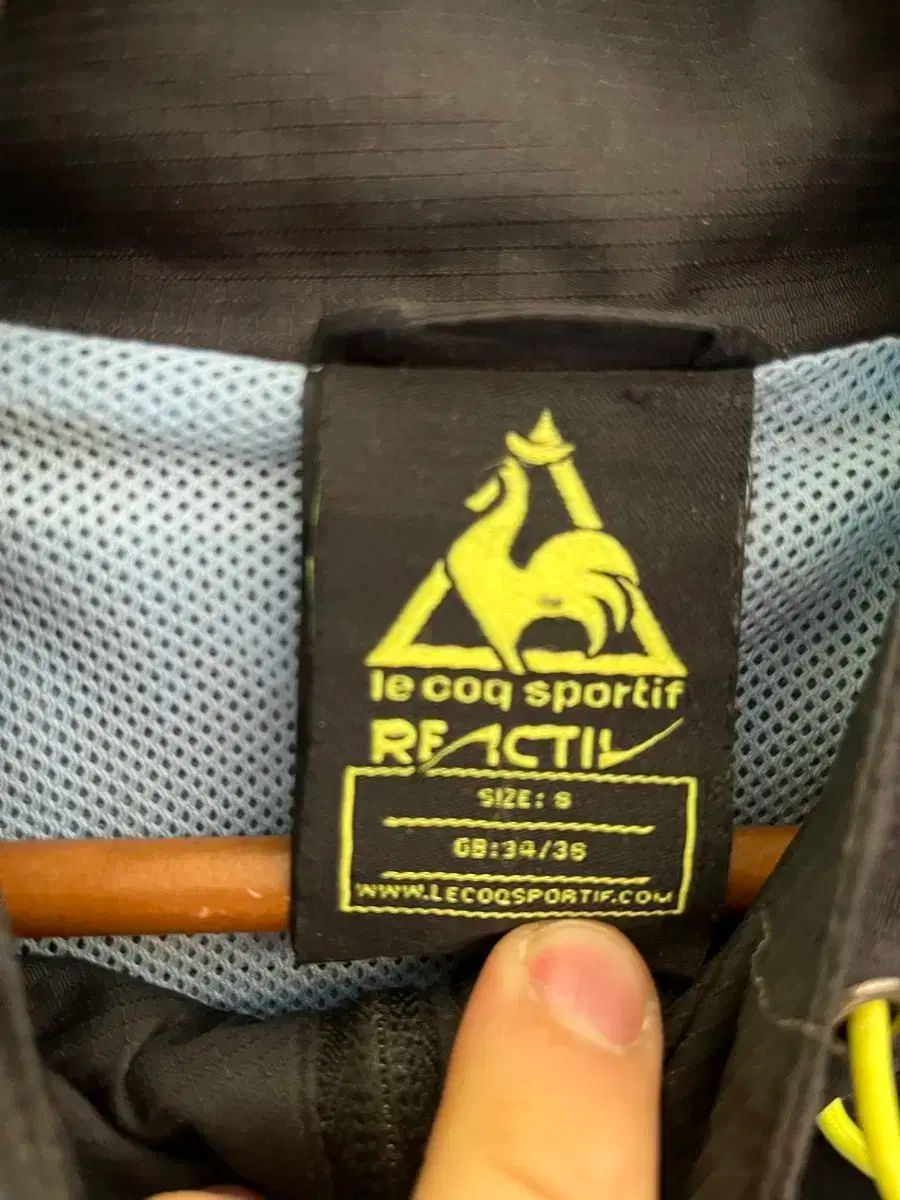 le coq sportif
REACTIV
SIZE: S
GB:34/36
WWW.LECOQSPORTIF.COM